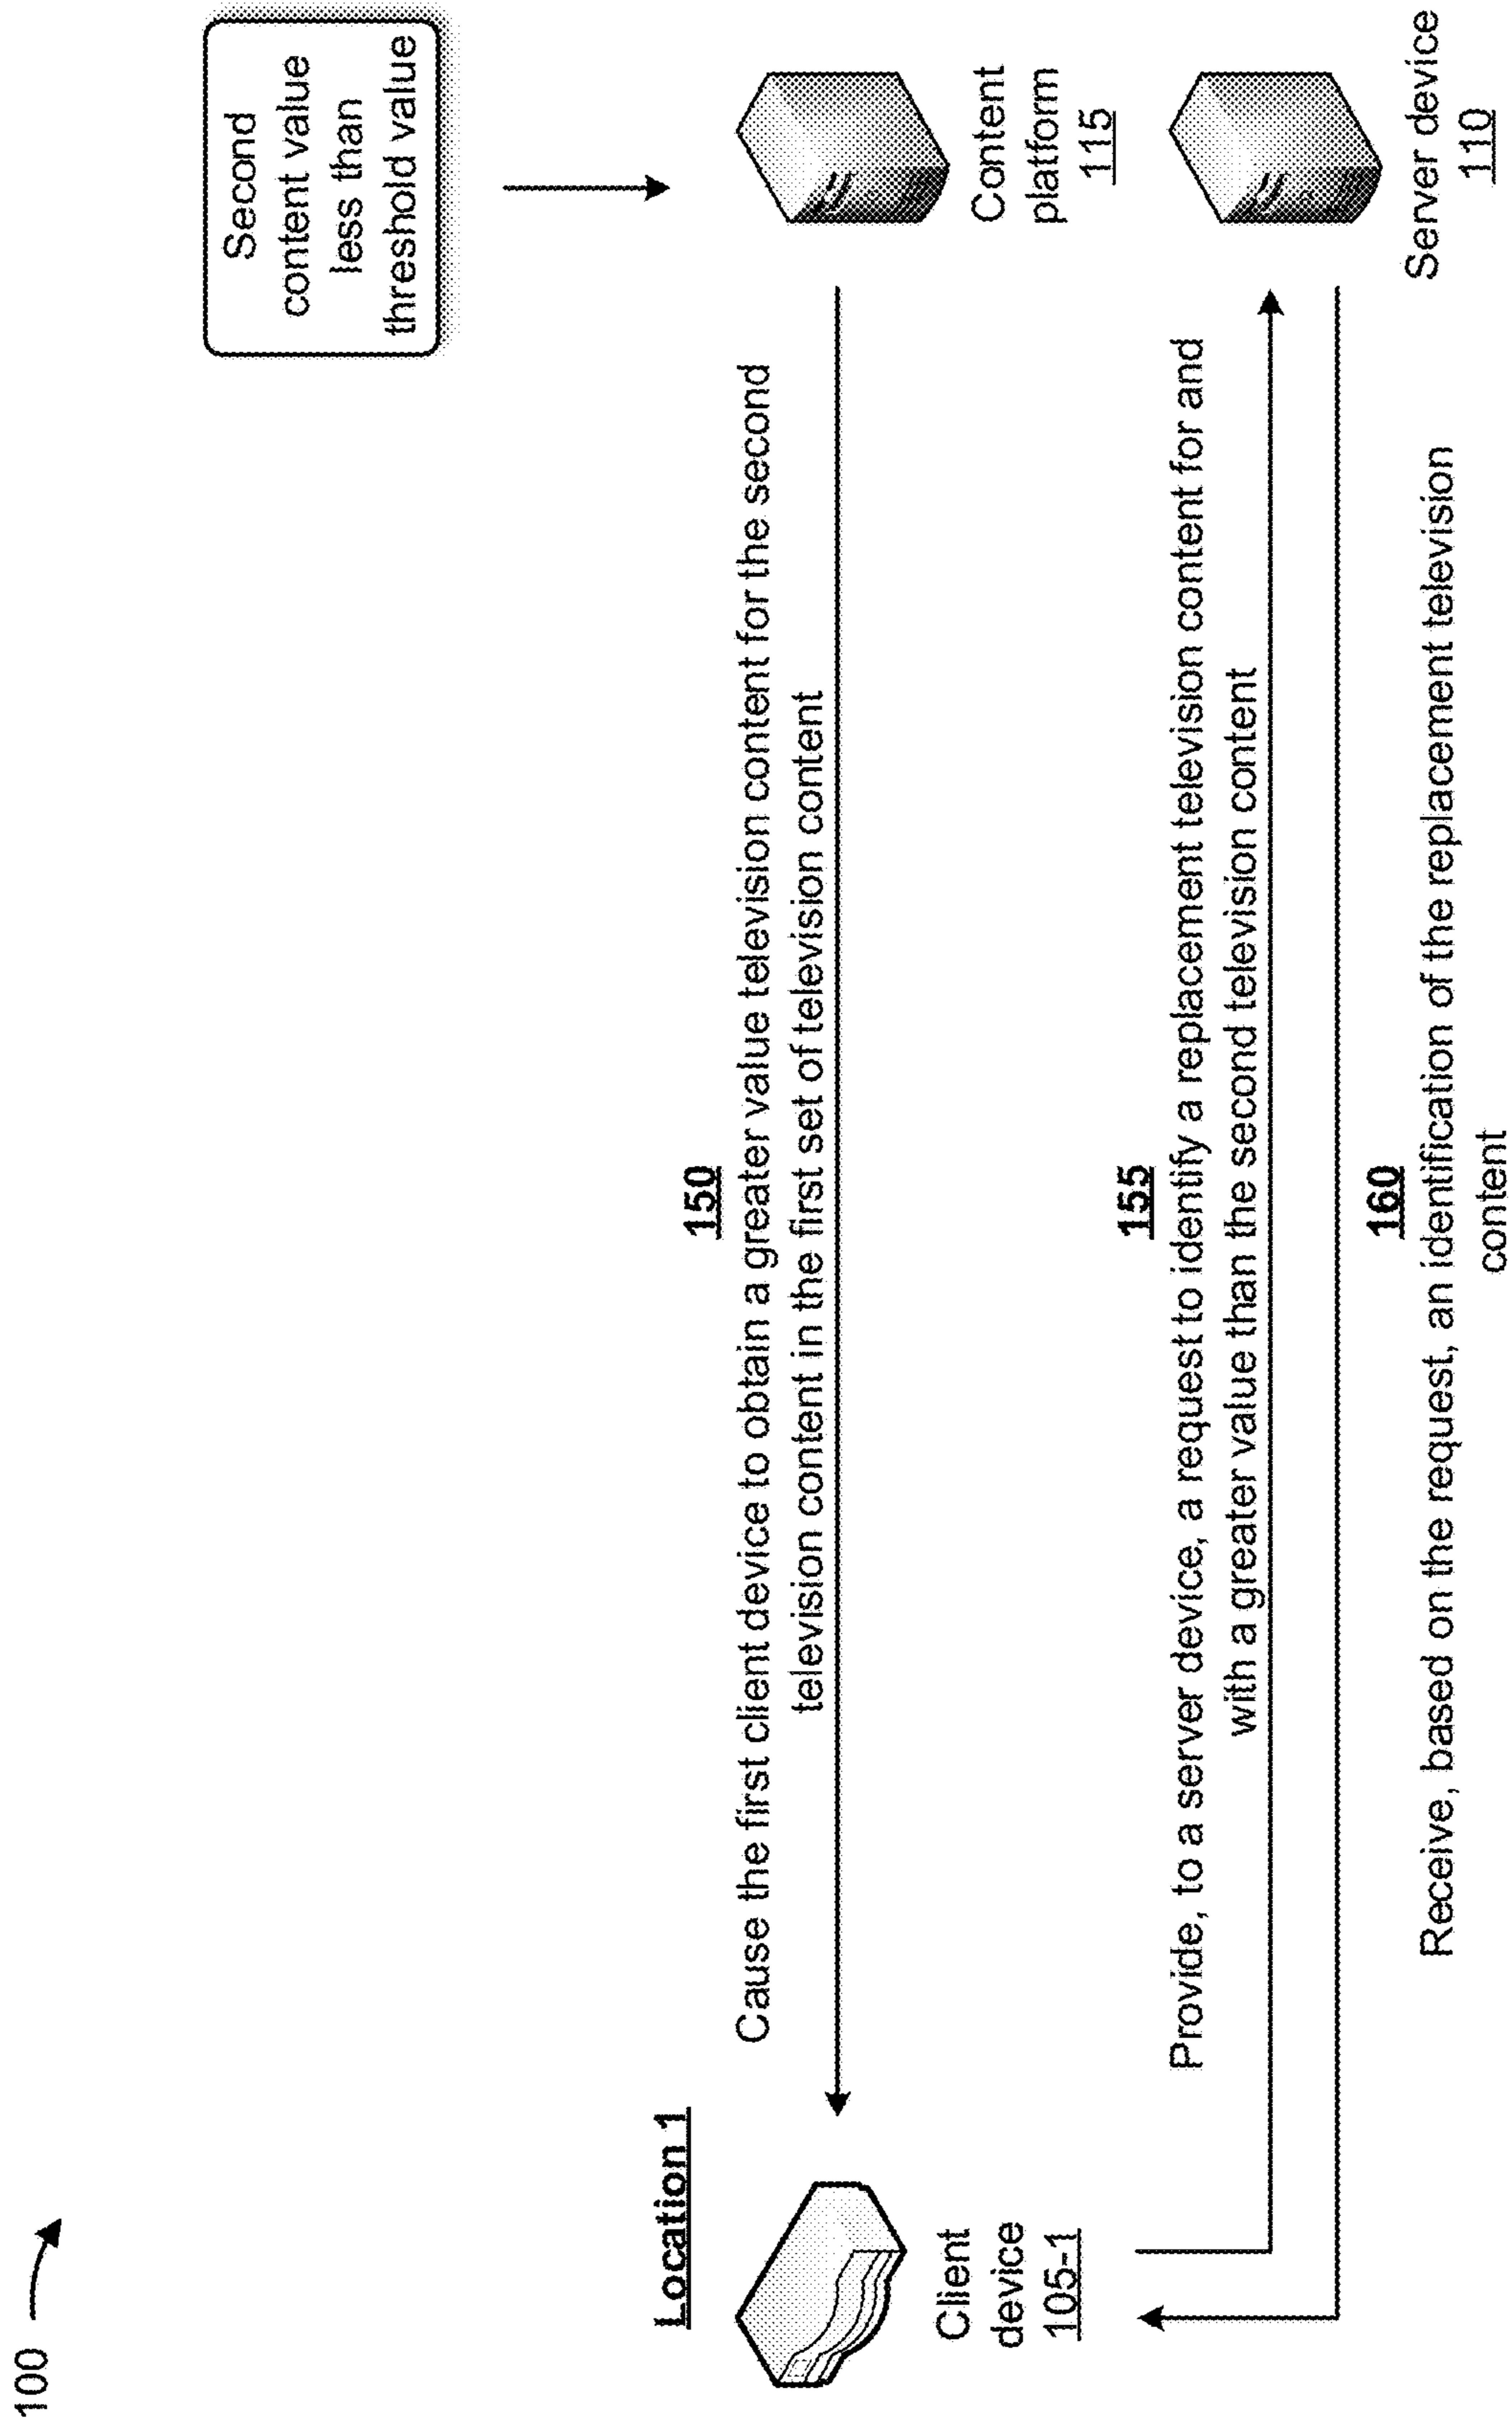 100
Second
content value
less than
threshold value
Location 1
150
Cause the first client device to obtain a greater value television content for the second
television content in the first set of television content
Client
device
105-1
Content
platform
115
155
Provide, to a server device, a request to identify a replacement television content for and
with a greater value than the second television content
160
Receive, based on the request, an identification of the replacement television
content
Server device
110